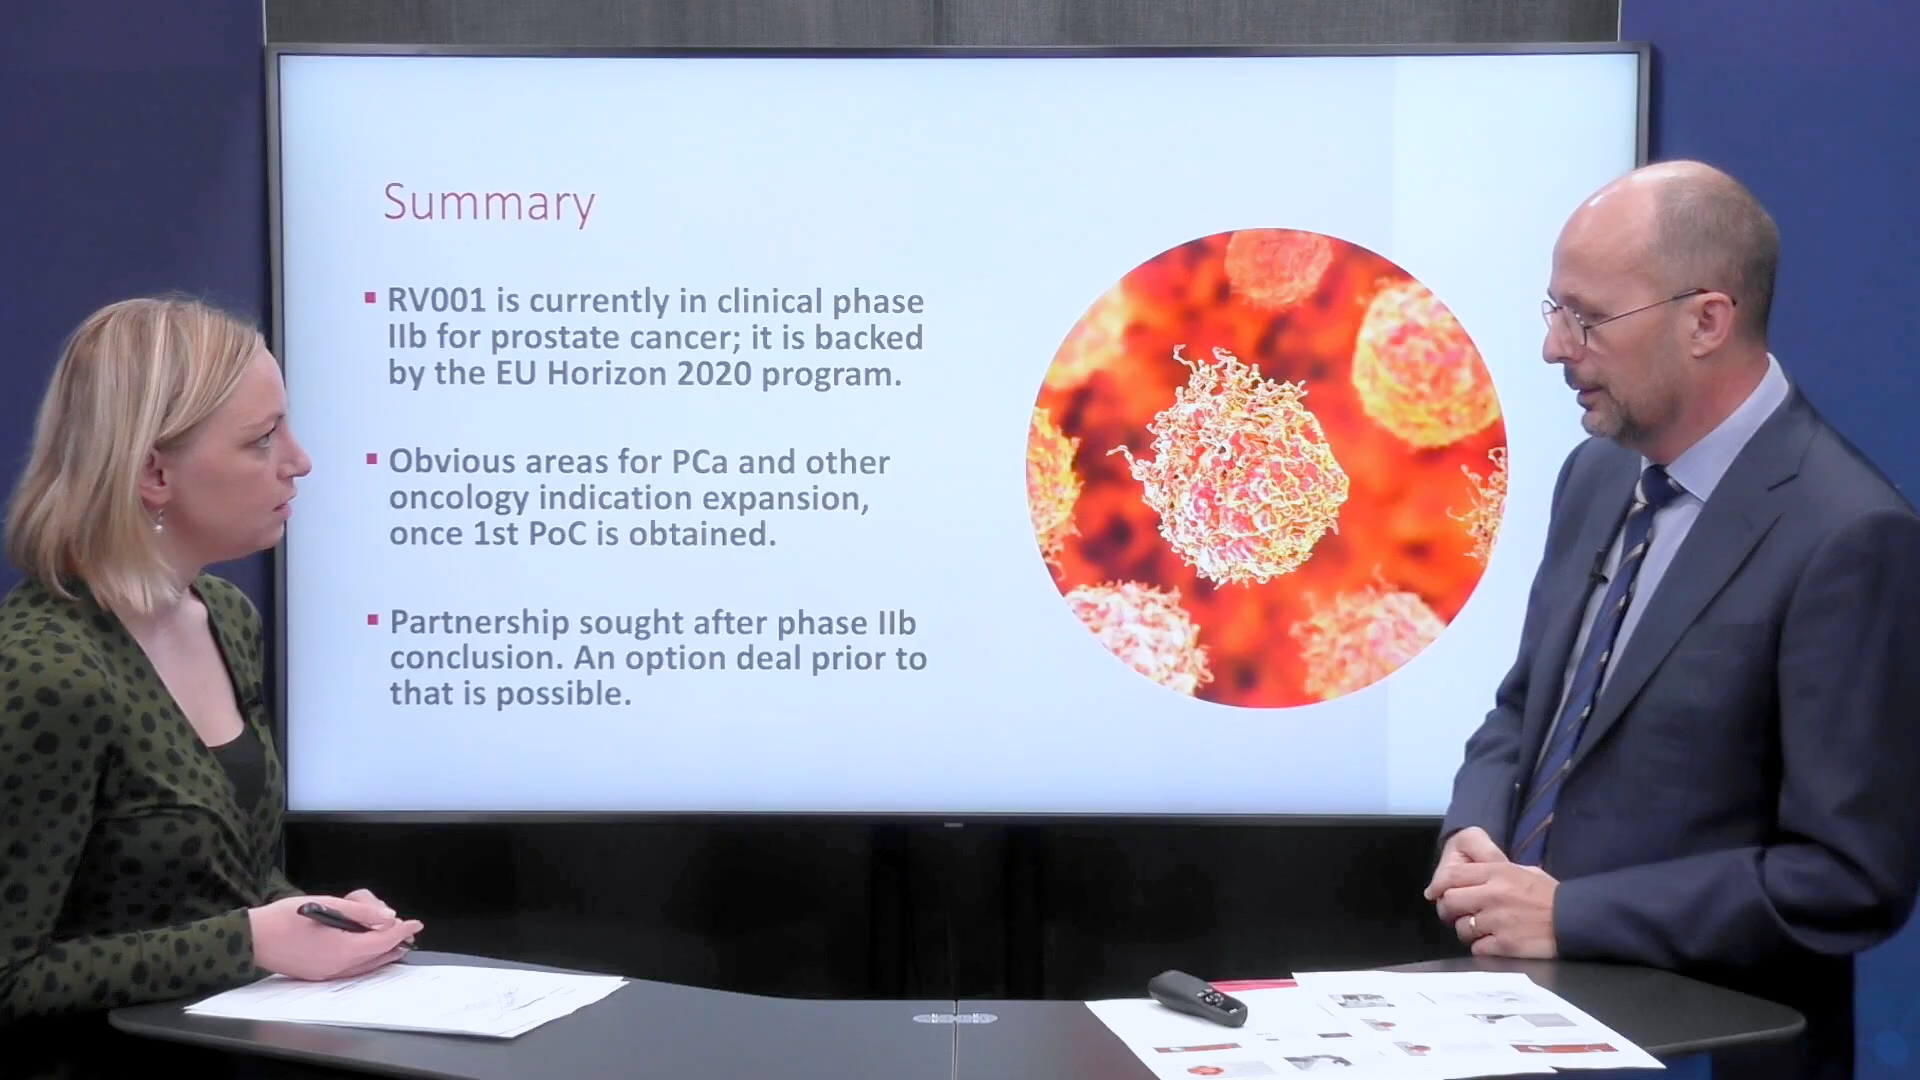 Summary
RV001 is currently in clinical phase
IIb for prostate cancer; it is backed
by the EU Horizon 2020 program.
Obvious areas for PCa and other
oncology indication expansion,
once 1st PoC is obtained.
Partnership sought after phase IIb
conclusion. An option deal prior to
that is possible.